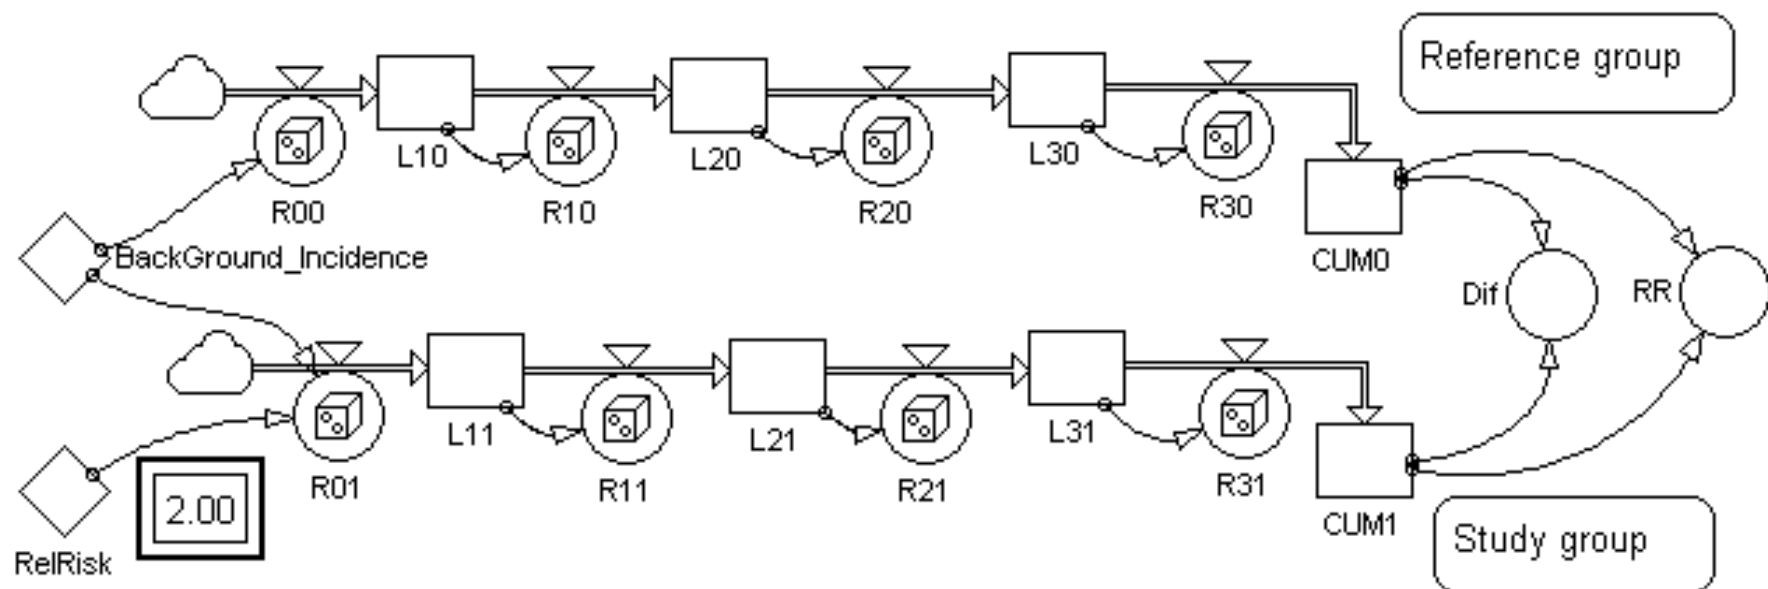 Reference group
L10
L20
L30
R00
R10
R20
R30
BackGround_Incidence
CUM0
Dif
RR
L11
L21
L31
R01
R11
R21
R31
2.00
CUM1
RelRisk
Study group